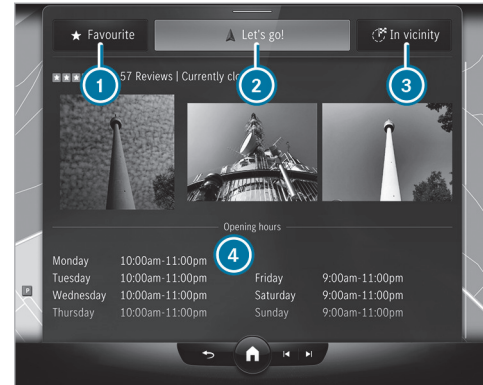 ★ Favourite
Let's go!
In vicinity
57 Reviews | Currently
1
2
3
Opening hours
4
Monday 10:00am-11:00pm
Tuesday 10:00am-11:00pm Friday 9:00am-11:00pm
Wednesday 10:00am-11:00pm Saturday 9:00am-11:00pm
Thursday 10:00am-11:00pm Sunday 9:00am-11:00pm
P